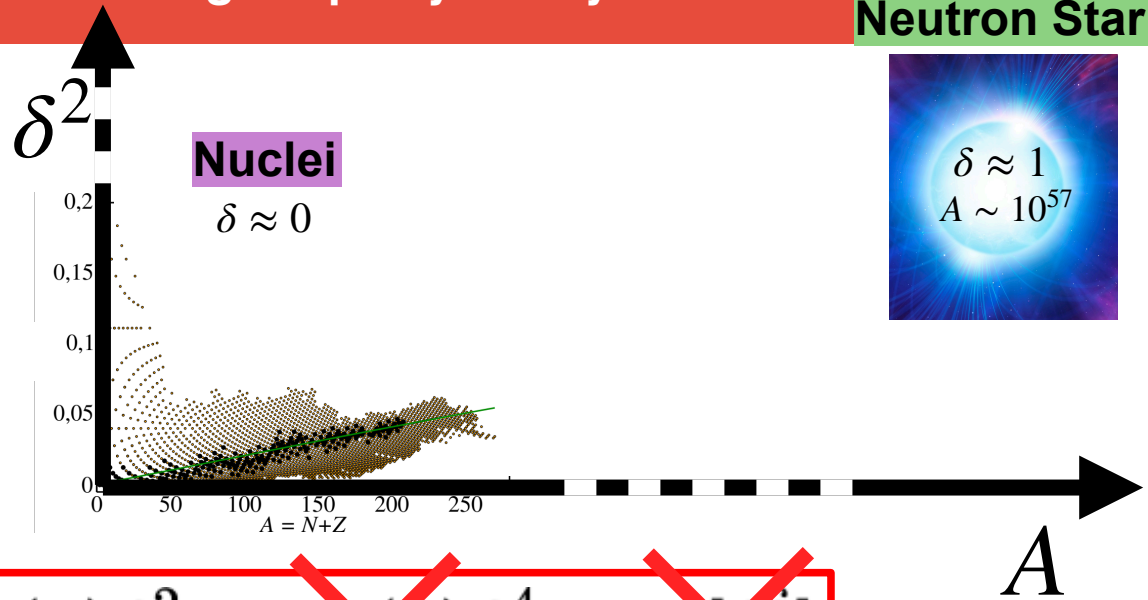 Neutron Star
δ²
Nuclei
δ ≈ 0
δ ≈ 1
A ∼ 10⁵⁷
0,2
0,15
0,1
0,05
0
0 50 100 150 200 250
A = N+Z
A